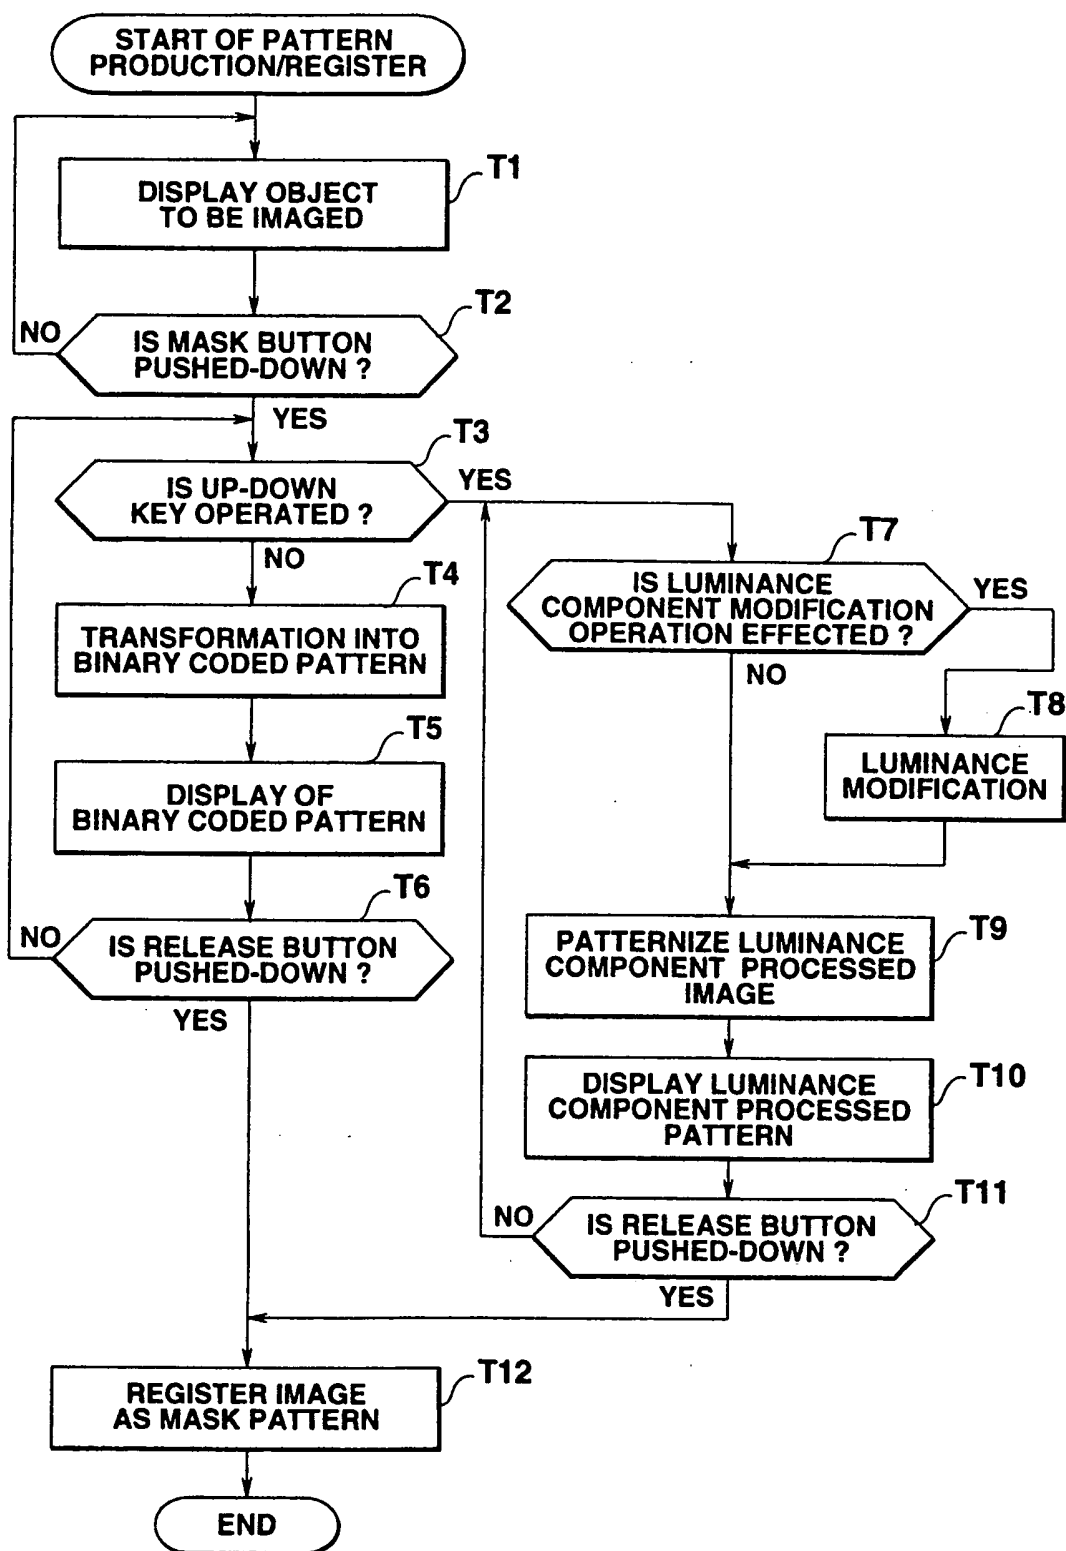 START OF PATTERN
PRODUCTION/REGISTER
T1
DISPLAY OBJECT
TO BE IMAGED
T2
NO
IS MASK BUTTON
PUSHED-DOWN ?
YES
T3
IS UP-DOWN
KEY OPERATED ?
YES
NO
T4
TRANSFORMATION INTO
BINARY CODED PATTERN
T5
DISPLAY OF
BINARY CODED PATTERN
T6
NO
IS RELEASE BUTTON
PUSHED-DOWN ?
YES
T7
IS LUMINANCE
COMPONENT MODIFICATION
OPERATION EFFECTED ?
YES
NO
T8
LUMINANCE
MODIFICATION
T9
PATTERNIZE LUMINANCE
COMPONENT PROCESSED
IMAGE
T10
DISPLAY LUMINANCE
COMPONENT PROCESSED
PATTERN
T11
NO
IS RELEASE BUTTON
PUSHED-DOWN ?
YES
T12
REGISTER IMAGE
AS MASK PATTERN
END